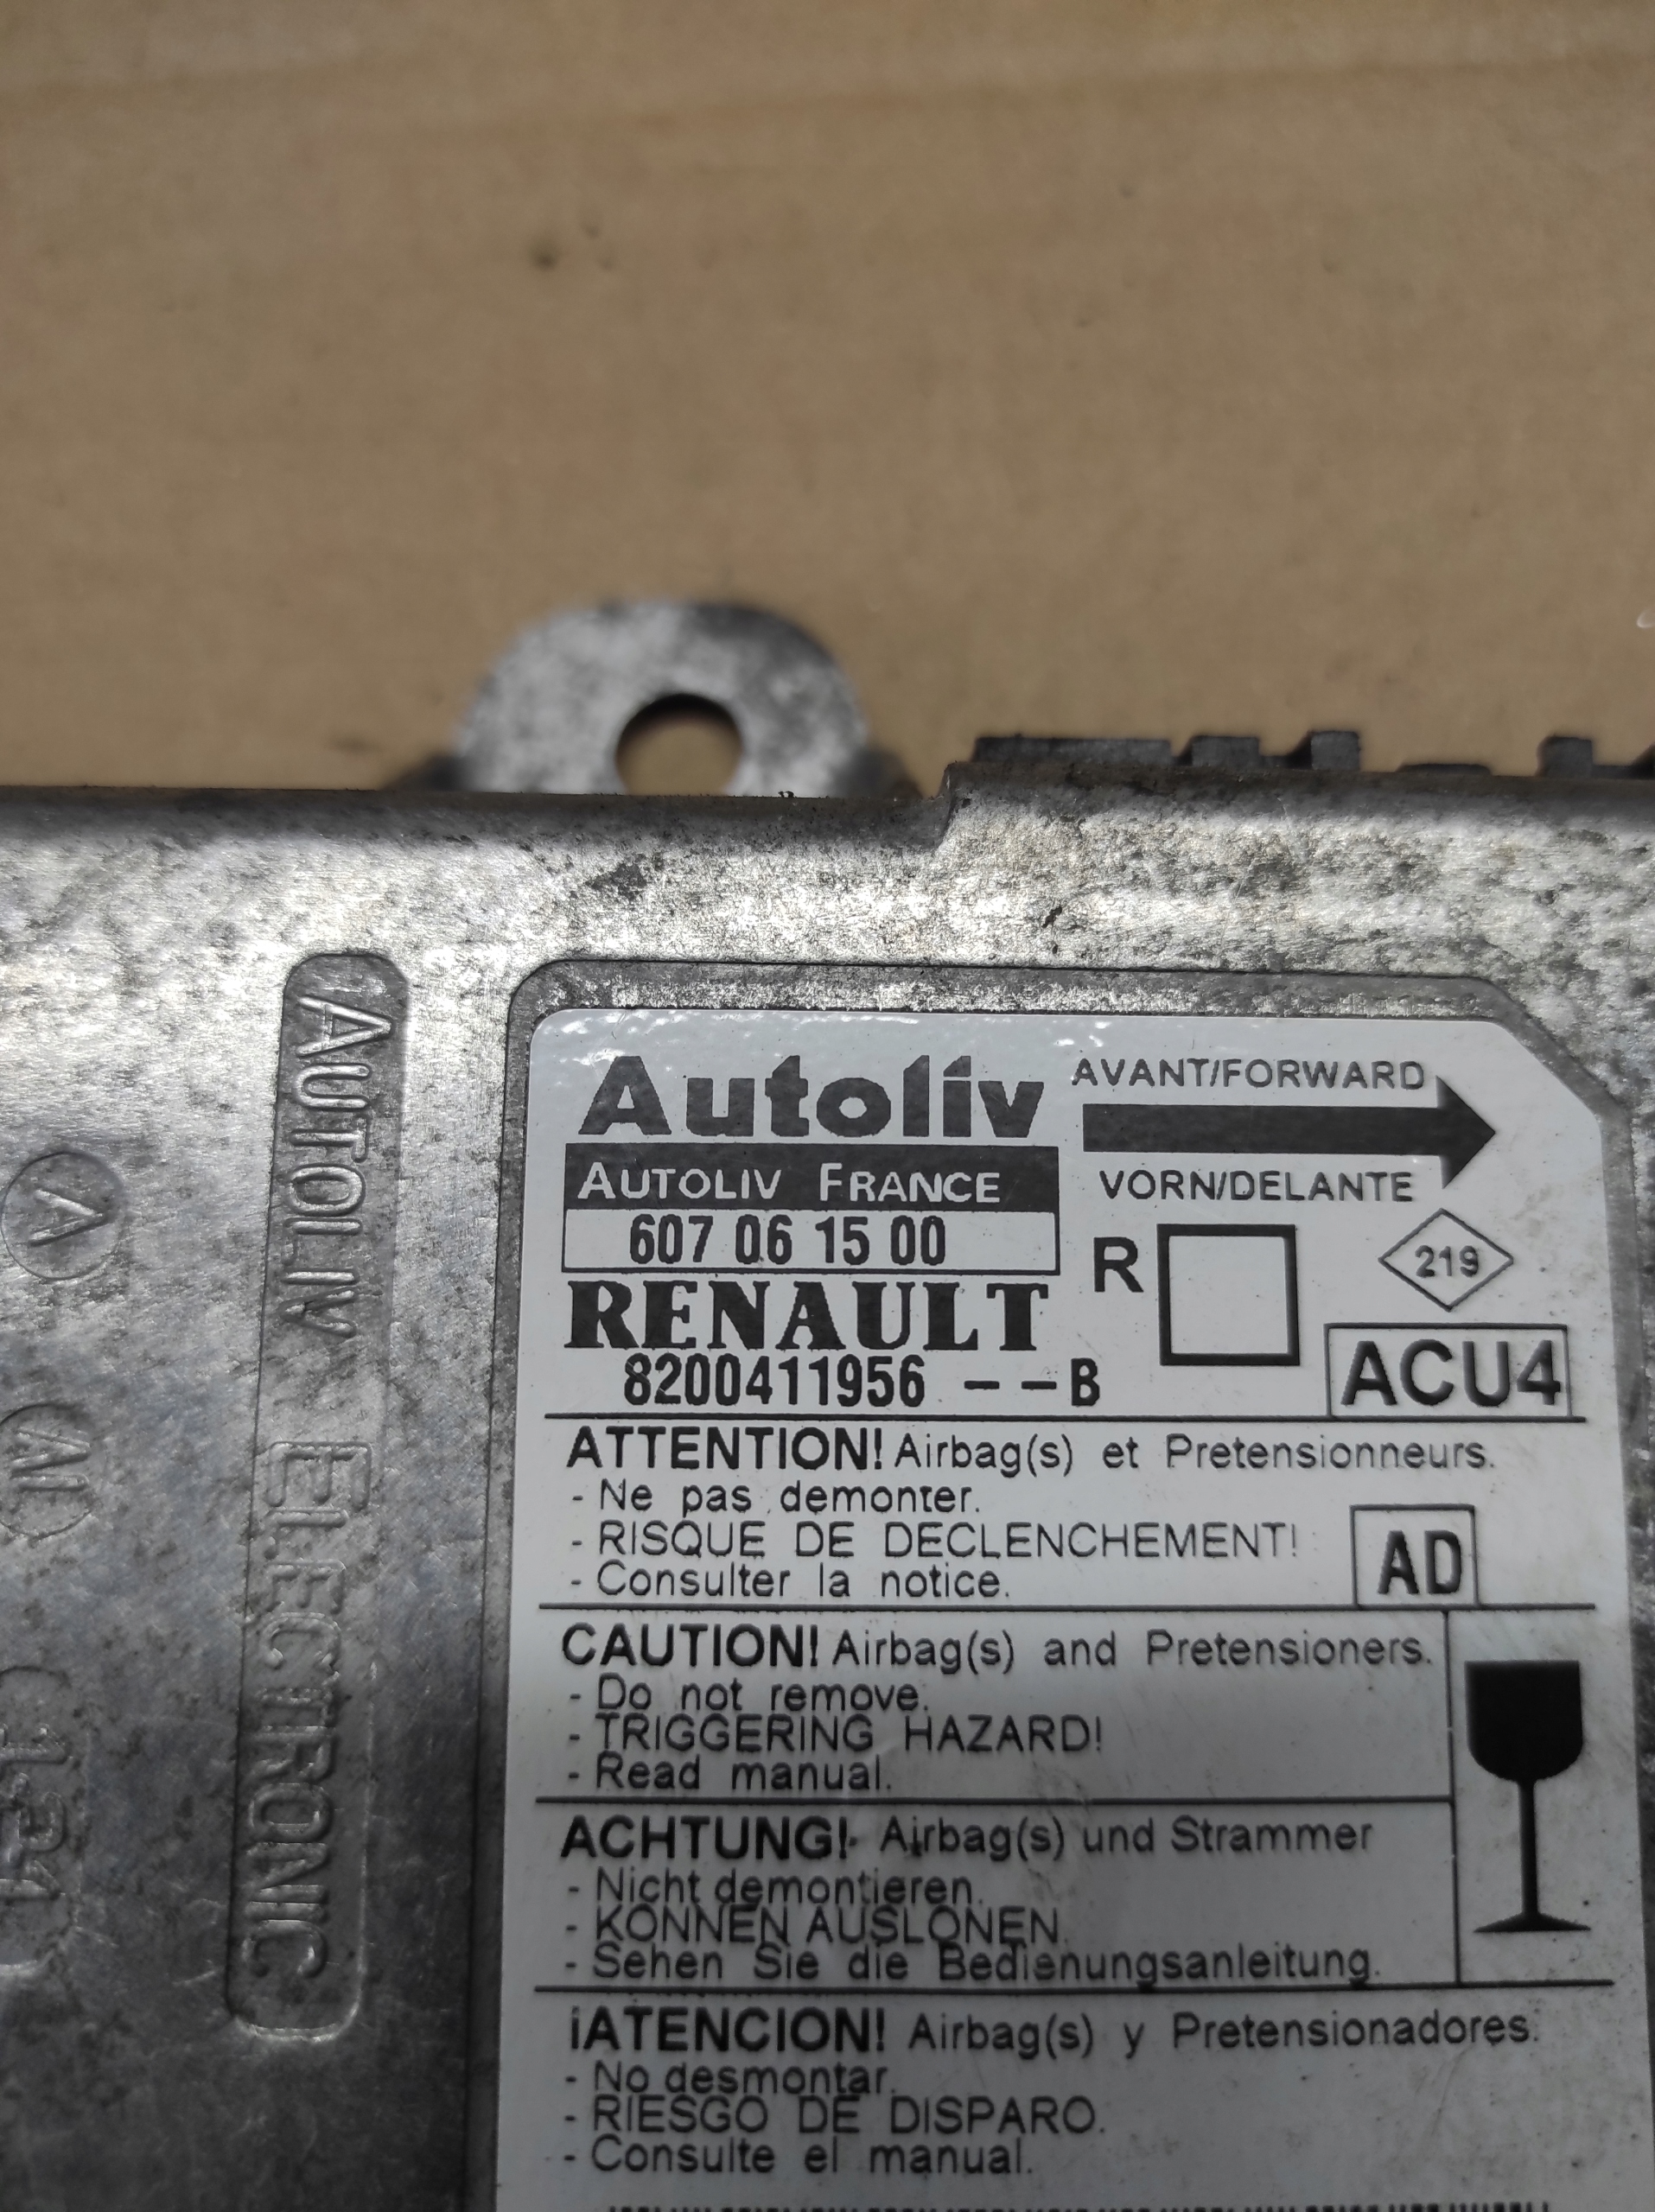 Autoliv
AVANT/FORWARD
AUTOLIV FRANCE
VORN/DELANTE
607 06 15 00
R
219
RENAULT
ACU4
8200411956 --B
ATTENTION! Airbag(s) et Pretensionneurs.
- Ne pas demonter.
- RISQUE DE DECLENCHEMENT!
- Consulter la notice.
AD
CAUTION! Airbag(s) and Pretensioners.
- Do not remove.
- TRIGGERING HAZARD!
- Read manual.
ACHTUNG! Airbag(s) und Strammer
- Nicht demontieren.
- KONNEN AUSLONEN.
- Sehen Sie die Bedienungsanleitung.
¡ATENCION! Airbag(s) y Pretensionadores.
- No desmontar.
- RIESGO DE DISPARO.
- Consulte el manual.
AUTOLIV ELECTRONIC